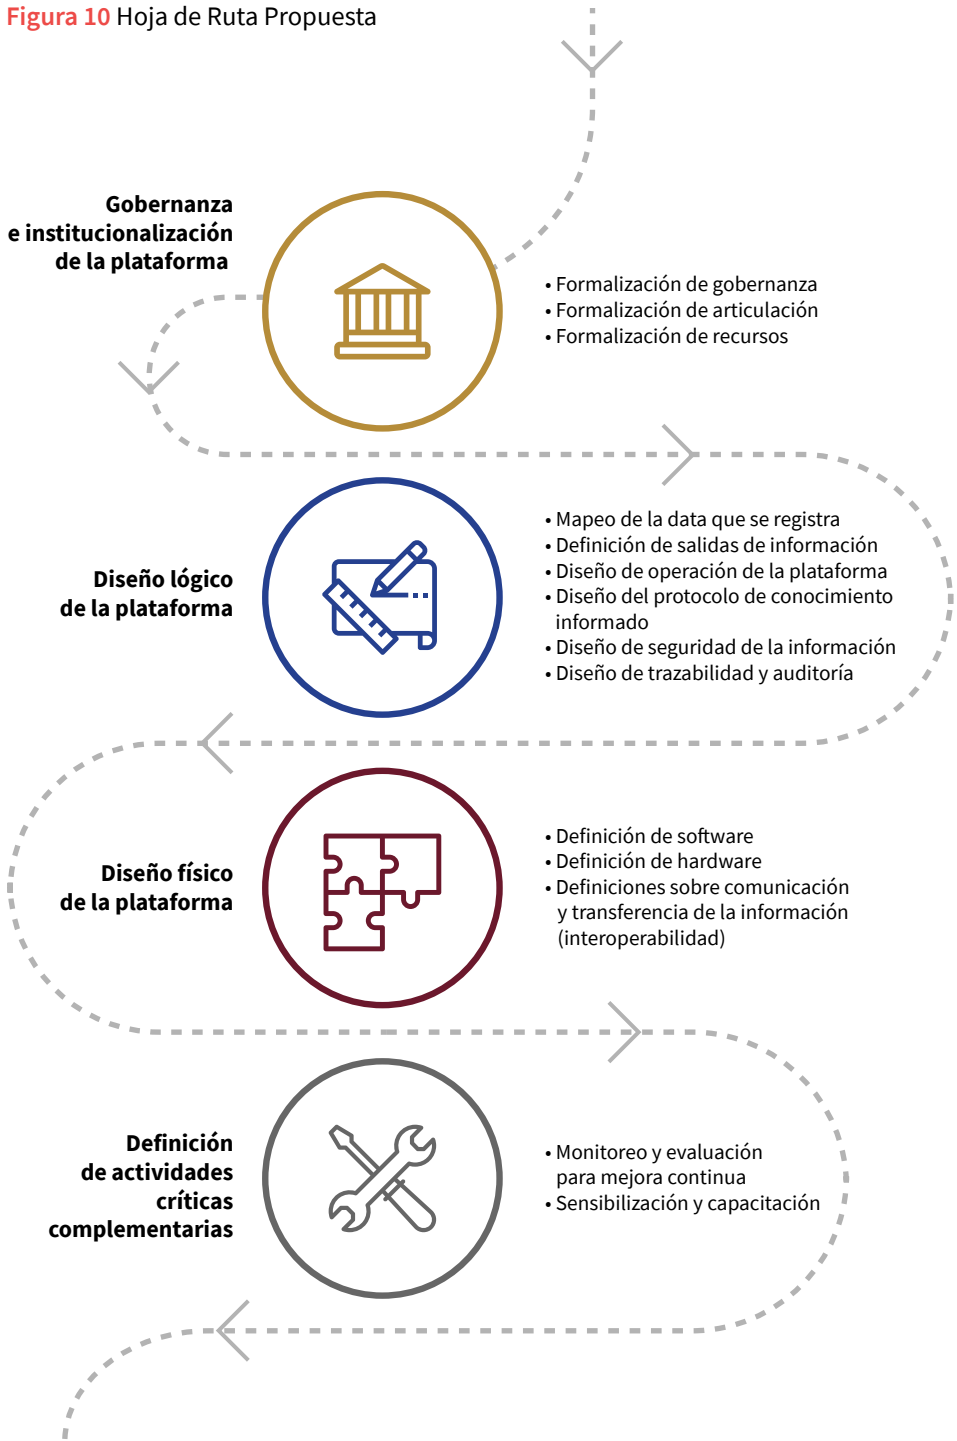 Figura 10 Hoja de Ruta Propuesta
Gobernanza
e institucionalización
de la plataforma
• Formalización de gobernanza
• Formalización de articulación
• Formalización de recursos
Diseño lógico
de la plataforma
• Mapeo de la data que se registra
• Definición de salidas de información
• Diseño de operación de la plataforma
• Diseño del protocolo de conocimiento
informado
• Diseño de seguridad de la información
• Diseño de trazabilidad y auditoría
Diseño físico
de la plataforma
• Definición de software
• Definición de hardware
• Definiciones sobre comunicación
y transferencia de la información
(interoperabilidad)
Definición
de actividades
críticas
complementarias
• Monitoreo y evaluación
para mejora continua
• Sensibilización y capacitación